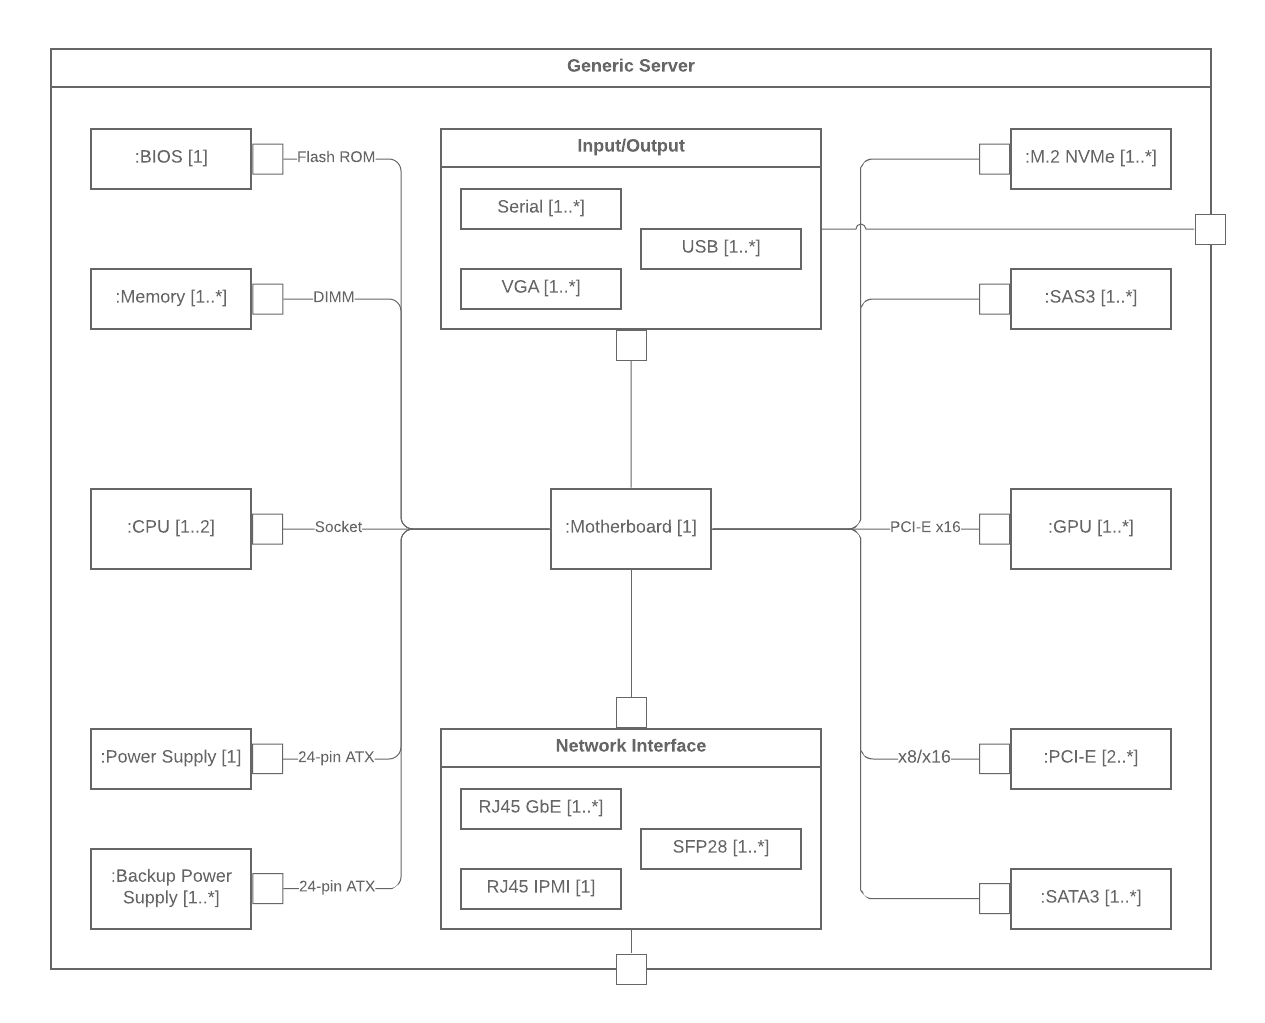 Generic Server
:BIOS [1]
Flash ROM
:Memory [1..*]
DIMM
:CPU [1..2]
Socket
:Power Supply [1]
24-pin ATX
:Backup Power
Supply [1..*]
24-pin ATX
Input/Output
Serial [1..*]
USB [1..*]
VGA [1..*]
:Motherboard [1]
Network Interface
RJ45 GbE [1..*]
SFP28 [1..*]
RJ45 IPMI [1]
:M.2 NVMe [1..*]
:SAS3 [1..*]
PCI-E x16
:GPU [1..*]
x8/x16
:PCI-E [2..*]
:SATA3 [1..*]